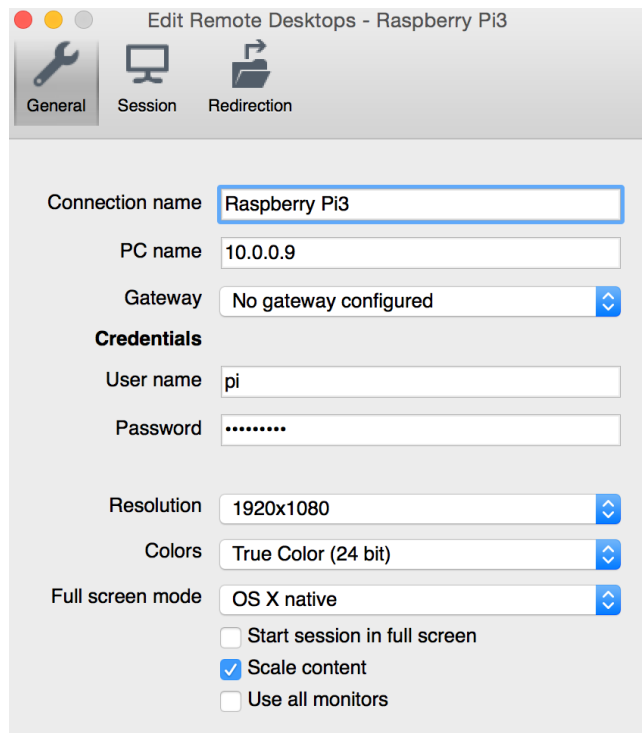 Edit Remote Desktops - Raspberry Pi3
General Session Redirection
Connection name Raspberry Pi3
PC name 10.0.0.9
Gateway No gateway configured
Credentials
User name pi
Password •••••••••
Resolution 1920x1080
Colors True Color (24 bit)
Full screen mode OS X native
Start session in full screen
Scale content
Use all monitors